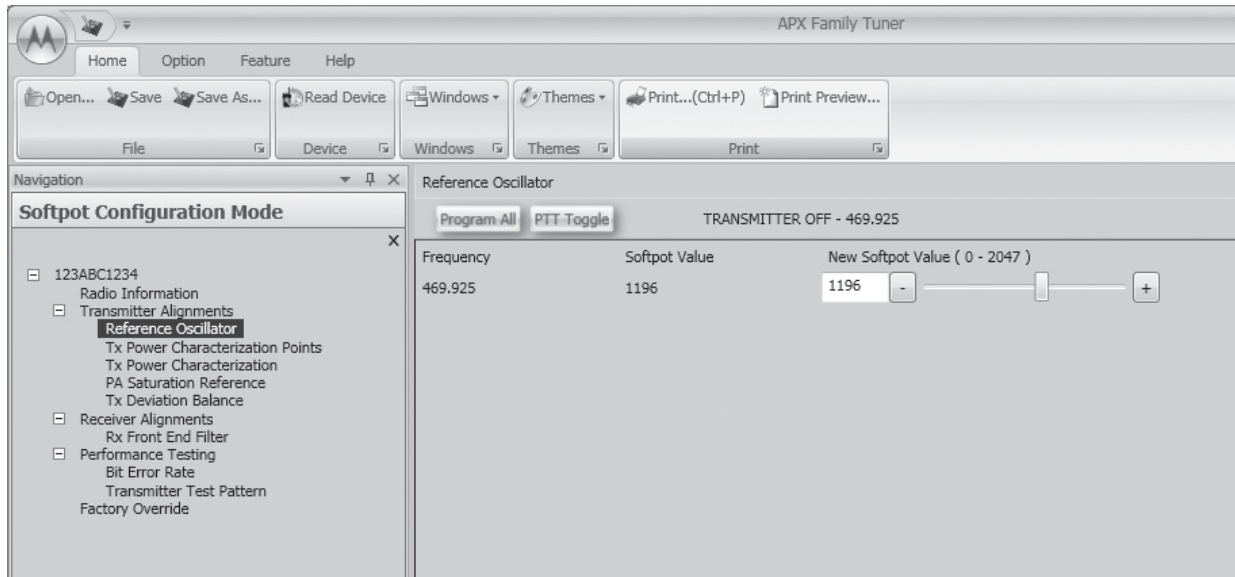 APX Family Tuner
Home Option Feature Help
Open... Save Save As... Read Device Windows Themes Print...(Ctrl+P) Print Preview...
File Device Windows Themes Print
Navigation
Softpot Configuration Mode
123ABC1234
Radio Information
Transmitter Alignments
Reference Oscillator
Tx Power Characterization Points
Tx Power Characterization
PA Saturation Reference
Tx Deviation Balance
Receiver Alignments
Rx Front End Filter
Performance Testing
Bit Error Rate
Transmitter Test Pattern
Factory Override
Reference Oscillator
Program All PTT Toggle TRANSMITTER OFF - 469.925
Frequency Softpot Value New Softpot Value ( 0 - 2047 )
469.925 1196 1196 - +